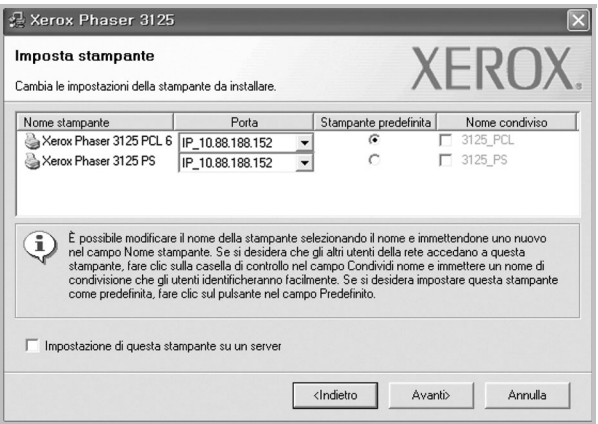 Xerox Phaser 3125
Imposta stampante
Cambia le impostazioni della stampante da installare.
XEROX®
Nome stampante Porta Stampante predefinita Nome condiviso
Xerox Phaser 3125 PCL 6 IP_10.88.188.152 3125_PCL
Xerox Phaser 3125 PS IP_10.88.188.152 3125_PS
È possibile modificare il nome della stampante selezionando il nome e immettendone uno nuovo
nel campo Nome stampante. Se si desidera che gli altri utenti della rete accedano a questa
stampante, fare clic sulla casella di controllo nel campo Condividi nome e immettere un nome di
condivisione che gli utenti identificheranno facilmente. Se si desidera impostare questa stampante
come predefinita, fare clic sul pulsante nel campo Predefinito.
Impostazione di questa stampante su un server
<Indietro Avanti> Annulla